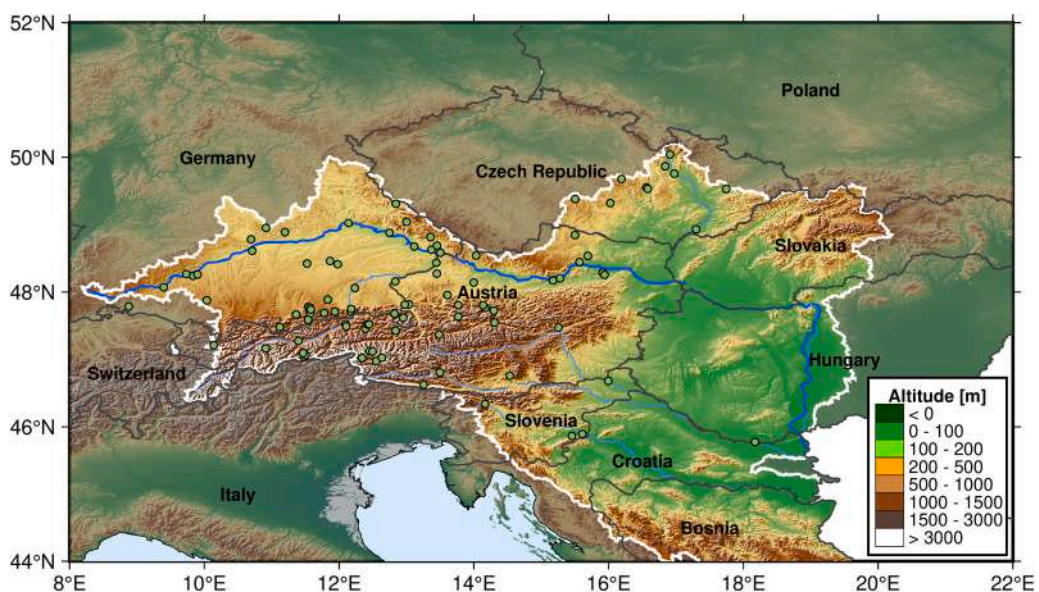 52°N
50°N
48°N
46°N
44°N
8°E
10°E
12°E
14°E
16°E
18°E
20°E
22°E
Poland
Germany
Czech Republic
Slovakia
Austria
Switzerland
Hungary
Slovenia
Croatia
Italy
Bosnia
Altitude [m]
< 0
0 - 100
100 - 200
200 - 500
500 - 1000
1000 - 1500
1500 - 3000
> 3000